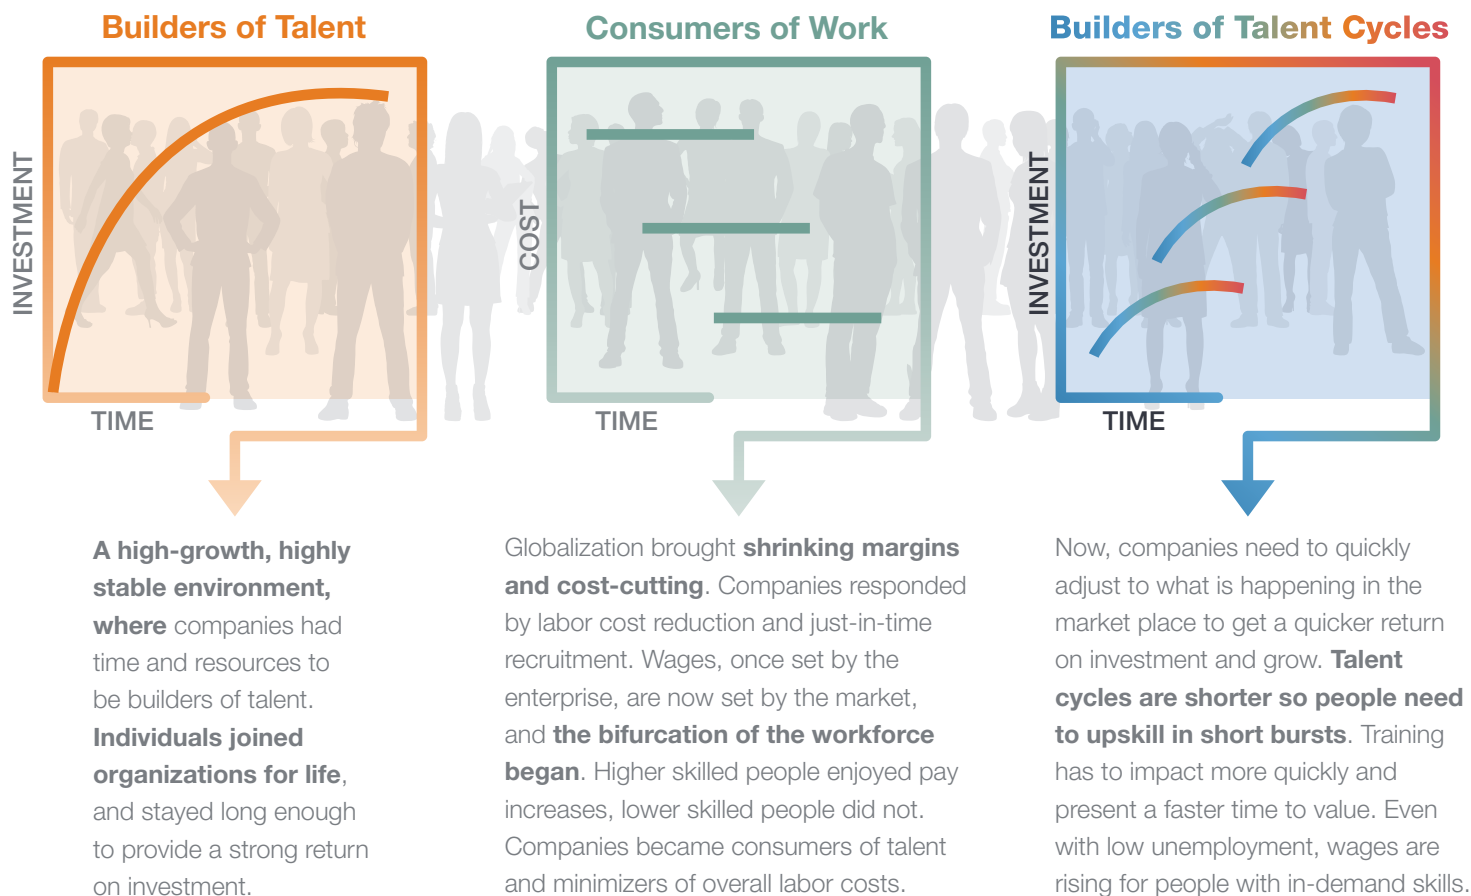 Builders of Talent
INVESTMENT
TIME
A high-growth, highly
stable environment,
where companies had
time and resources to
be builders of talent.
Individuals joined
organizations for life,
and stayed long enough
to provide a strong return
on investment.
Consumers of Work
COST
TIME
Globalization brought shrinking margins
and cost-cutting. Companies responded
by labor cost reduction and just-in-time
recruitment. Wages, once set by the
enterprise, are now set by the market,
and the bifurcation of the workforce
began. Higher skilled people enjoyed pay
increases, lower skilled people did not.
Companies became consumers of talent
and minimizers of overall labor costs.
Builders of Talent Cycles
INVESTMENT
TIME
Now, companies need to quickly
adjust to what is happening in the
market place to get a quicker return
on investment and grow. Talent
cycles are shorter so people need
to upskill in short bursts. Training
has to impact more quickly and
present a faster time to value. Even
with low unemployment, wages are
rising for people with in-demand skills.